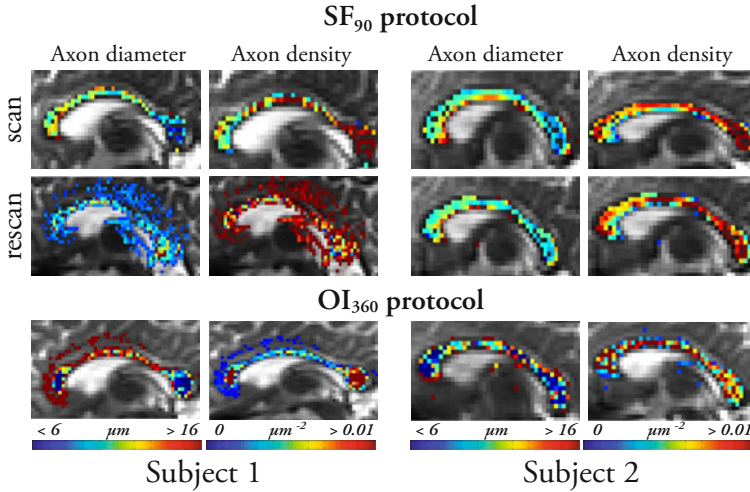 SF90 protocol
Axon diameter Axon density Axon diameter Axon density
scan
rescan
OI360 protocol
< 6 µm > 16 0 µm-2 > 0.01 < 6 µm > 16 0 µm-2 > 0.01
Subject 1 Subject 2